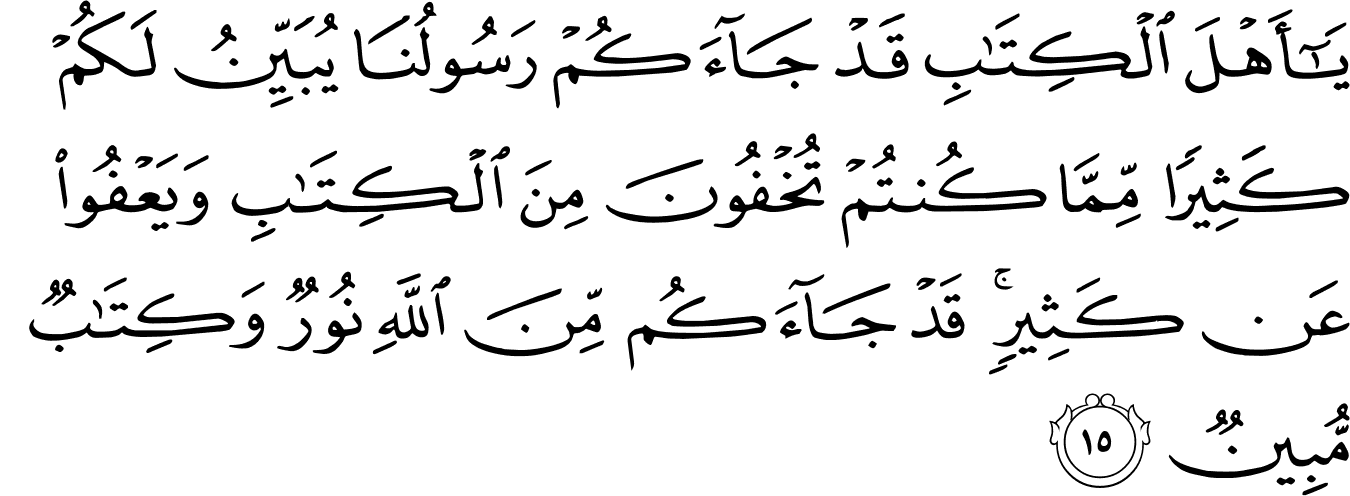 يَـٰٓأَهْلَ ٱلْكِتَـٰبِ قَدْ جَآءَكُمْ رَسُولُنَا يُبَيِّنُ لَكُمْ
كَثِيرًا مِّمَّا كُنتُمْ تُخْفُونَ مِنَ ٱلْكِتَـٰبِ وَيَعْفُوا۟
عَن كَثِيرٍ ۚ قَدْ جَآءَكُم مِّنَ ٱللَّهِ نُورٌ وَكِتَـٰبٌ
مُّبِينٌ ١٥